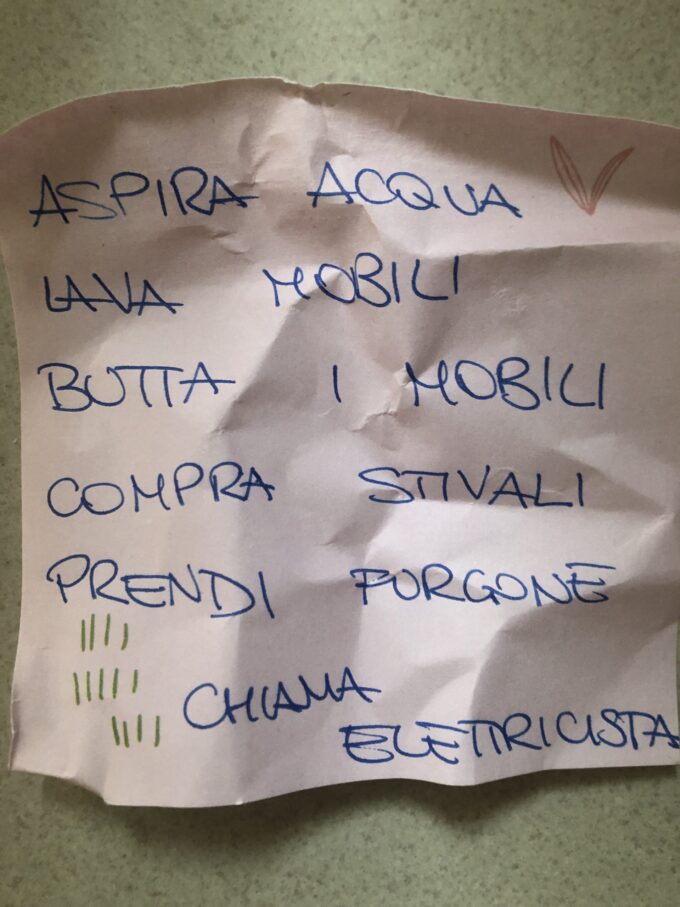 ASPIRA ACQUA
LAVA MOBILI
BUTTA I MOBILI
COMPRA STIVALI
PRENDI FURGONE
CHIAMA
ELETTRICISTA